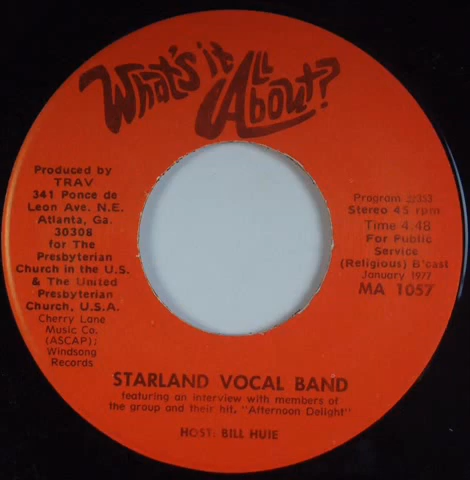 What's it All About?
Produced by
TRAV
341 Ponce de
Leon Ave. N.E.
Atlanta, Ga.
30308
for The
Presbyterian
Church in the U.S.
& The United
Presbyterian
Church, U.S.A.
Cherry Lane
Music Co.
(ASCAP);
Windsong
Records
Program
Stereo 45 rpm
Time 4:48
For Public
Service
(Religious) B'cast
January 1977
MA 1057
STARLAND VOCAL BAND
featuring an interview with members of
the group and their hit, "Afternoon Delight"
HOST: BILL HUIE